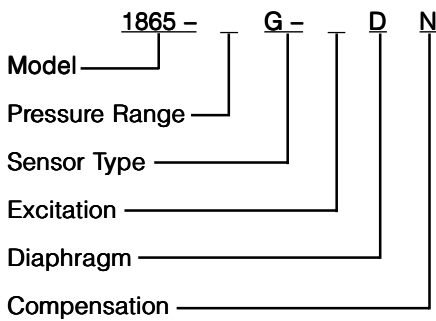 1865 – _ G – _ D N
Model
Pressure Range
Sensor Type
Excitation
Diaphragm
Compensation